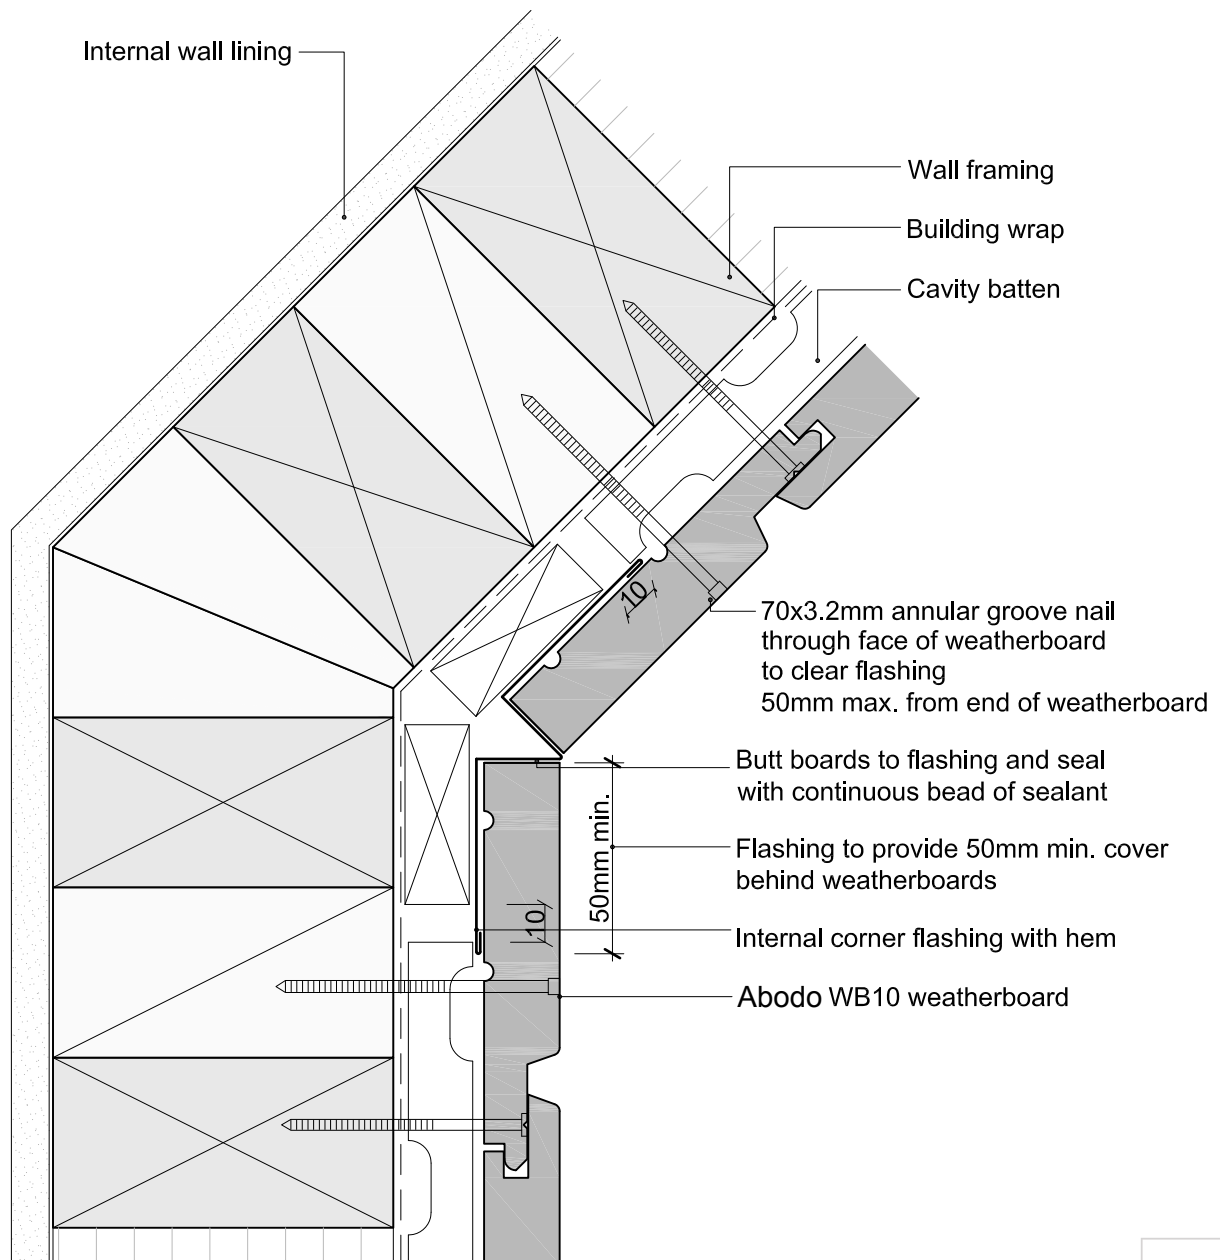 Internal wall lining
Wall framing
Building wrap
Cavity batten
10
70x3.2mm annular groove nail
through face of weatherboard
to clear flashing
50mm max. from end of weatherboard
Butt boards to flashing and seal
with continuous bead of sealant
50mm min.
Flashing to provide 50mm min. cover
behind weatherboards
10
Internal corner flashing with hem
Abodo WB10 weatherboard